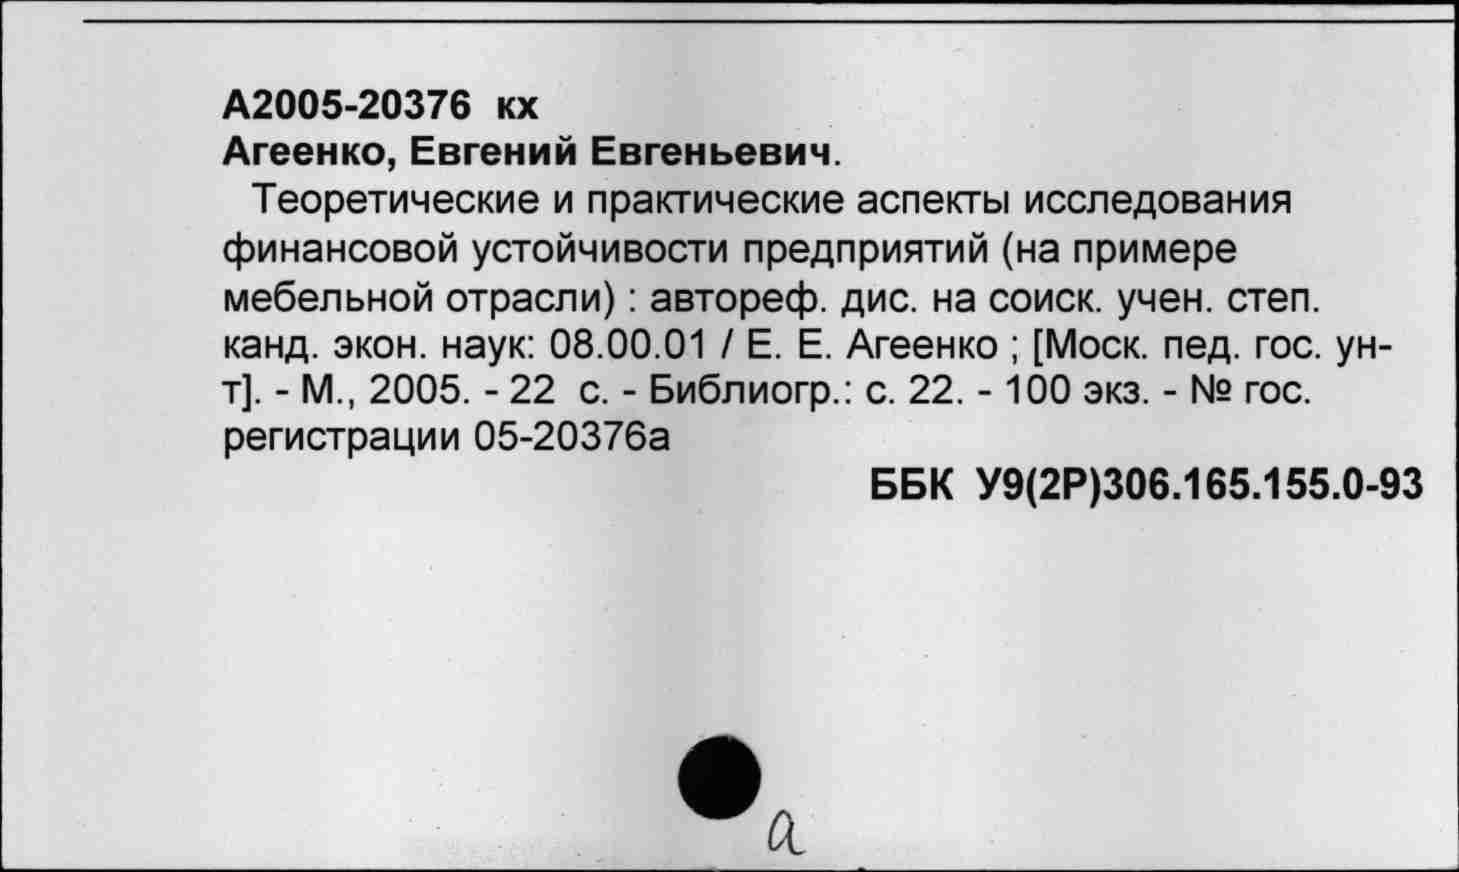 А2005-20376 кх
Агеенко, Евгений Евгеньевич.
Теоретические и практические аспекты исследования
финансовой устойчивости предприятий (на примере
мебельной отрасли) : автореф. дис. на соиск. учен. степ.
канд. экон. наук: 08.00.01 / Е. Е. Агеенко ; [Моск. пед. гос. ун-
т]. - М., 2005. - 22 с. - Библиогр.: с. 22. - 100 экз. - № гос.
регистрации 05-20376а
ББК У9(2Р)306.165.155.0-93
а